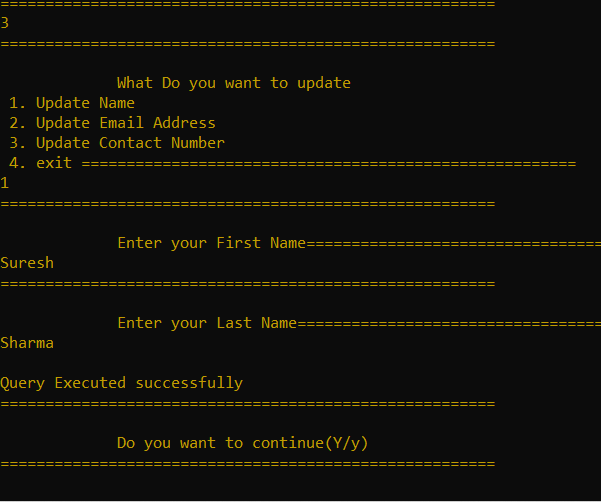 =======================================================
3
=======================================================
What Do you want to update
1. Update Name
2. Update Email Address
3. Update Contact Number
4. exit =======================================================
1
=======================================================
Enter your First Name=================================
Suresh
=======================================================
Enter your Last Name==================================
Sharma
Query Executed successfully
=======================================================
Do you want to continue(Y/y)
=======================================================